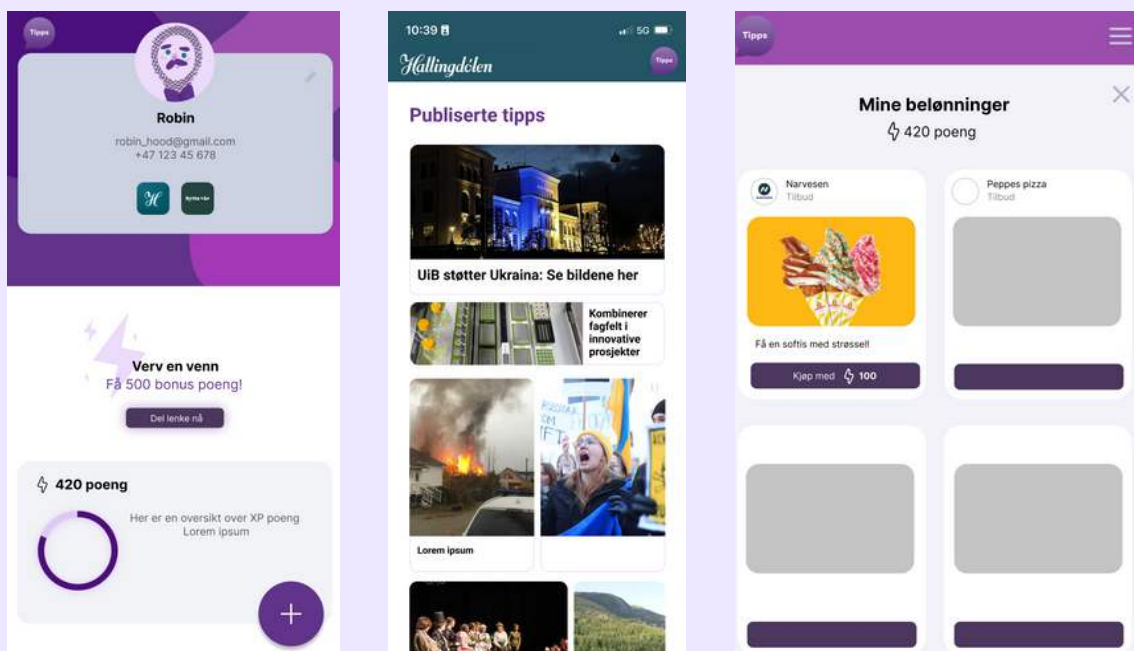 Tipps
Robin
robin_hood@gmail.com
+47 123 45 678
H
Verv en venn
Få 500 bonus poeng!
Del lenke nå
420 poeng
Her er en oversikt over XP poeng
Lorem ipsum
+
10:39
5G
Hallingdølen
Tipps
Publiserte tipps
UiB støtter Ukraina: Se bildene her
Kombinerer
fagfelt i
innovative
prosjekter
Lorem ipsum
Tipps
Mine belønninger
420 poeng
Narvesen
Tilbud
Få en softis med strøssel!
Kjøp med 100
Peppes pizza
Tilbud